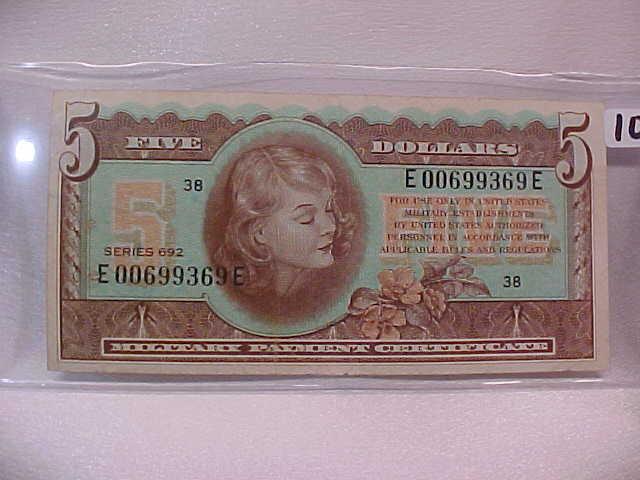 5 FIVE DOLLARS 5
10
38
E 00699369 E
5
FOR USE ONLY IN UNITED STATES
MILITARY ESTABLISHMENTS
BY UNITED STATES AUTHORIZED
PERSONNEL IN ACCORDANCE WITH
APPLICABLE RULES AND REGULATIONS
SERIES 692
E 00699369 E
38
MILITARY PAYMENT CERTIFICATE